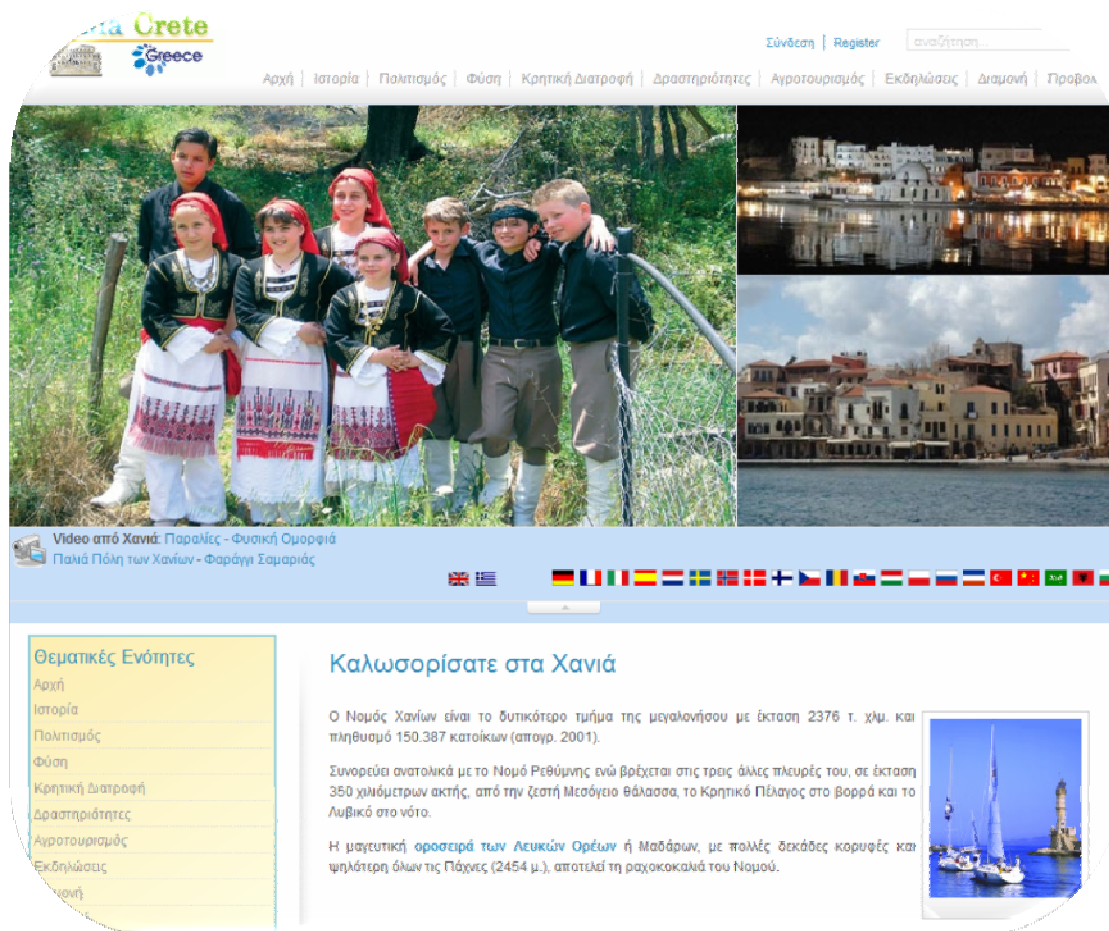 Crete
Greece
Σύνδεση | Register
αναζήτηση...
Αρχή | Ιστορία | Πολιτισμός | Φύση | Κρητική Διατροφή | Δραστηριότητες | Αγροτουρισμός | Εκδηλώσεις | Διαμονή
Video από Χανιά: Παραλίες - Φυσική Ομορφιά
Παλιά Πόλη των Χανίων - Φαράγγι Σαμαριάς
Θεματικές Ενότητες
Αρχή
Ιστορία
Πολιτισμός
Φύση
Κρητική Διατροφή
Δραστηριότητες
Αγροτουρισμός
Εκδηλώσεις
Καλωσορίσατε στα Χανιά
Ο Νομός Χανίων είναι το δυτικότερο τμήμα της μεγαλονήσου με έκταση 2376 τ. χλμ. και
πληθυσμό 150.387 κατοίκων (απογρ. 2001).
Συνορεύει ανατολικά με το Νομό Ρεθύμνης ενώ βρέχεται στις τρεις άλλες πλευρές του, σε έκταση
350 χιλιόμετρων ακτής, από την ζεστή Μεσόγειο θάλασσα, το Κρητικό Πέλαγος στο βορρά και το
Λυβικό στο νότο.
Η μαγευτική οροσειρά των Λευκών Ορέων ή Μαδάρων, με πολλές δεκάδες κορυφές και
ψηλότερη όλων τις Πάχνες (2454 μ.), αποτελεί τη ραχοκοκαλιά του Νομού.